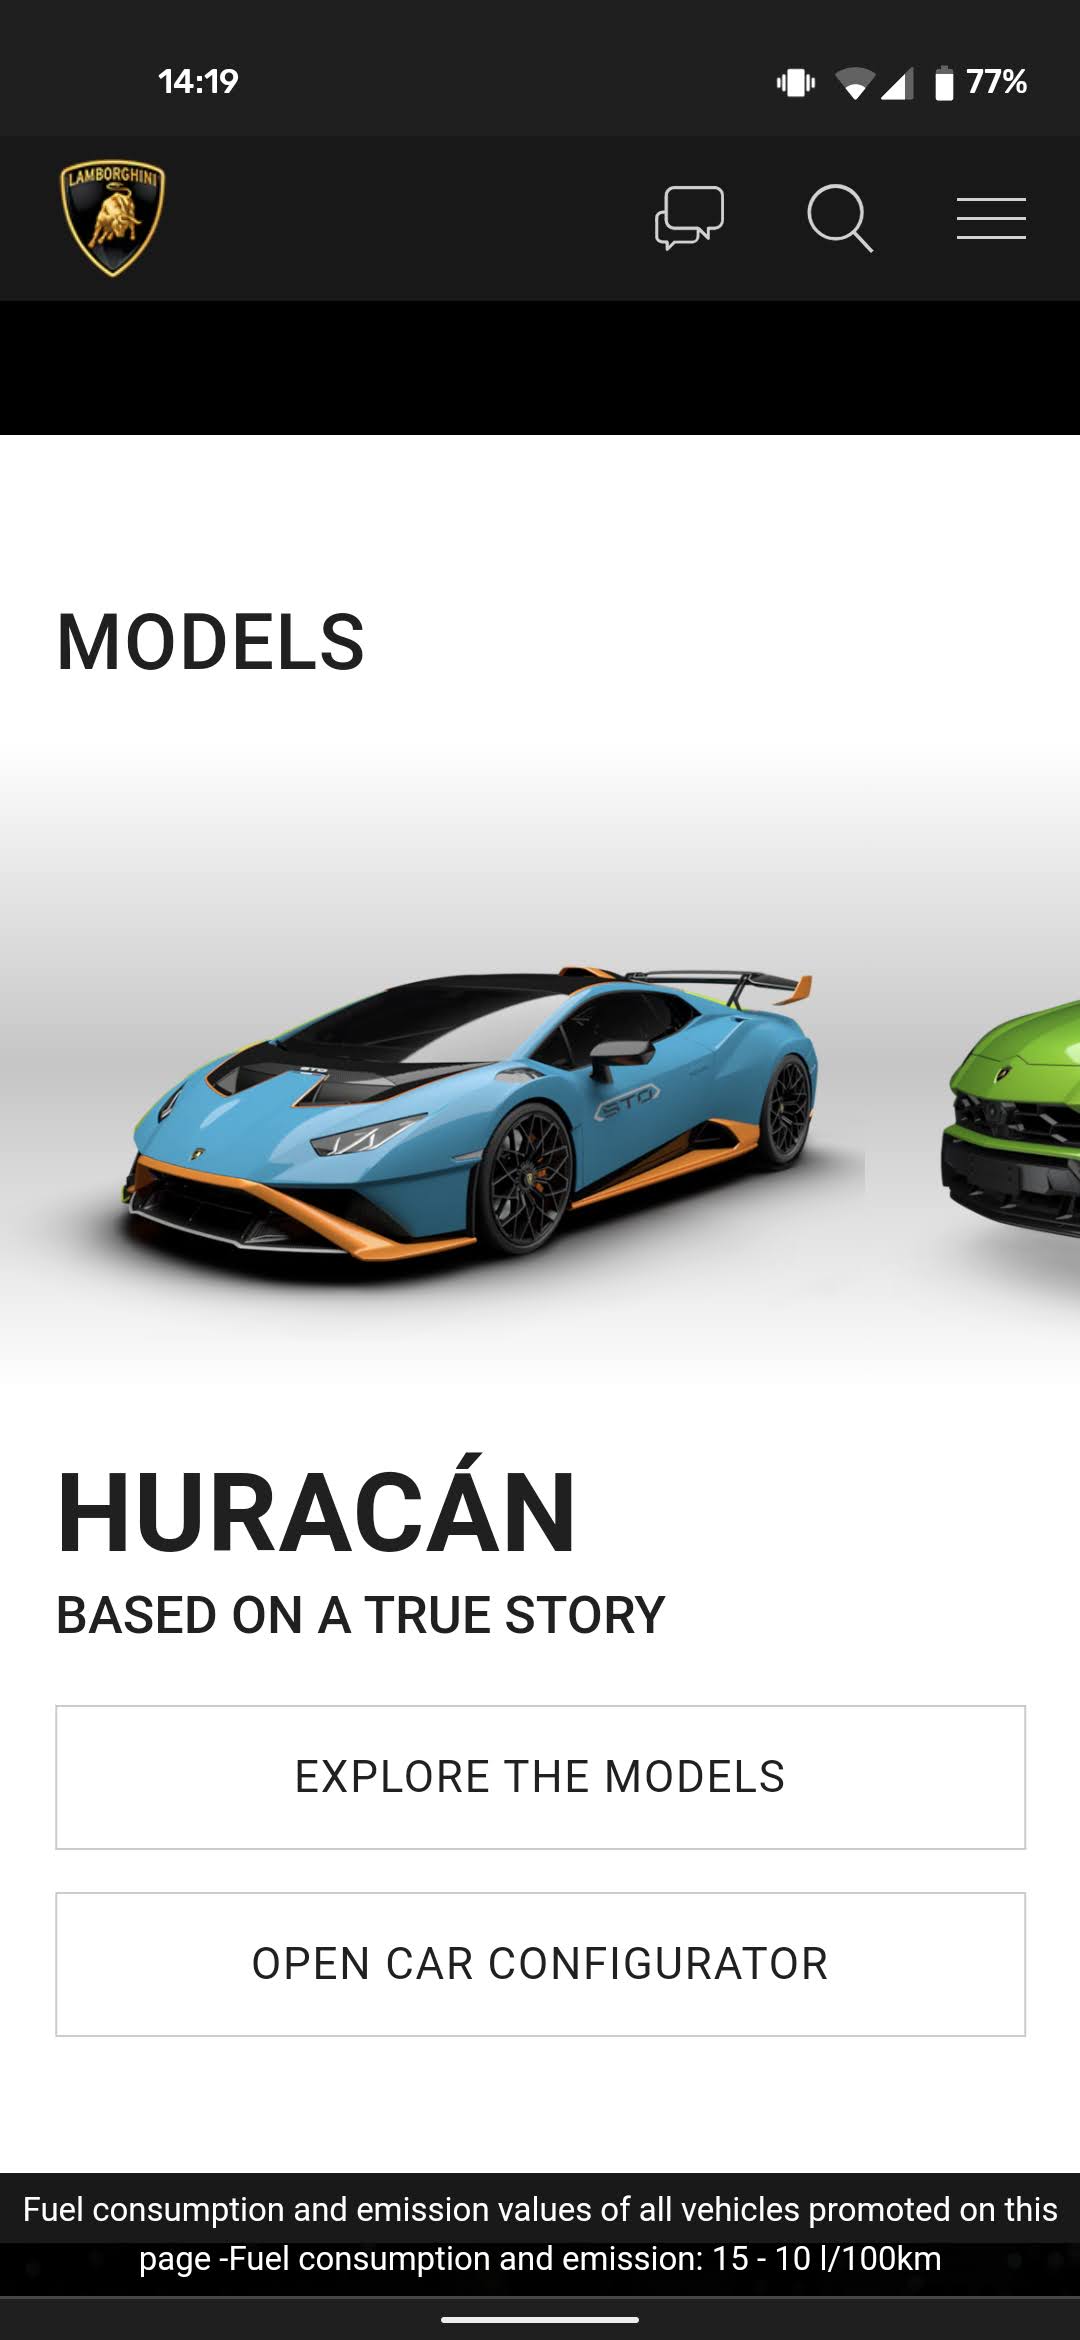 14:19
77%
LAMBORGHINI
MODELS
STO
STO
HURACÁN
BASED ON A TRUE STORY
EXPLORE THE MODELS
OPEN CAR CONFIGURATOR
Fuel consumption and emission values of all vehicles promoted on this
page -Fuel consumption and emission: 15 - 10 l/100km